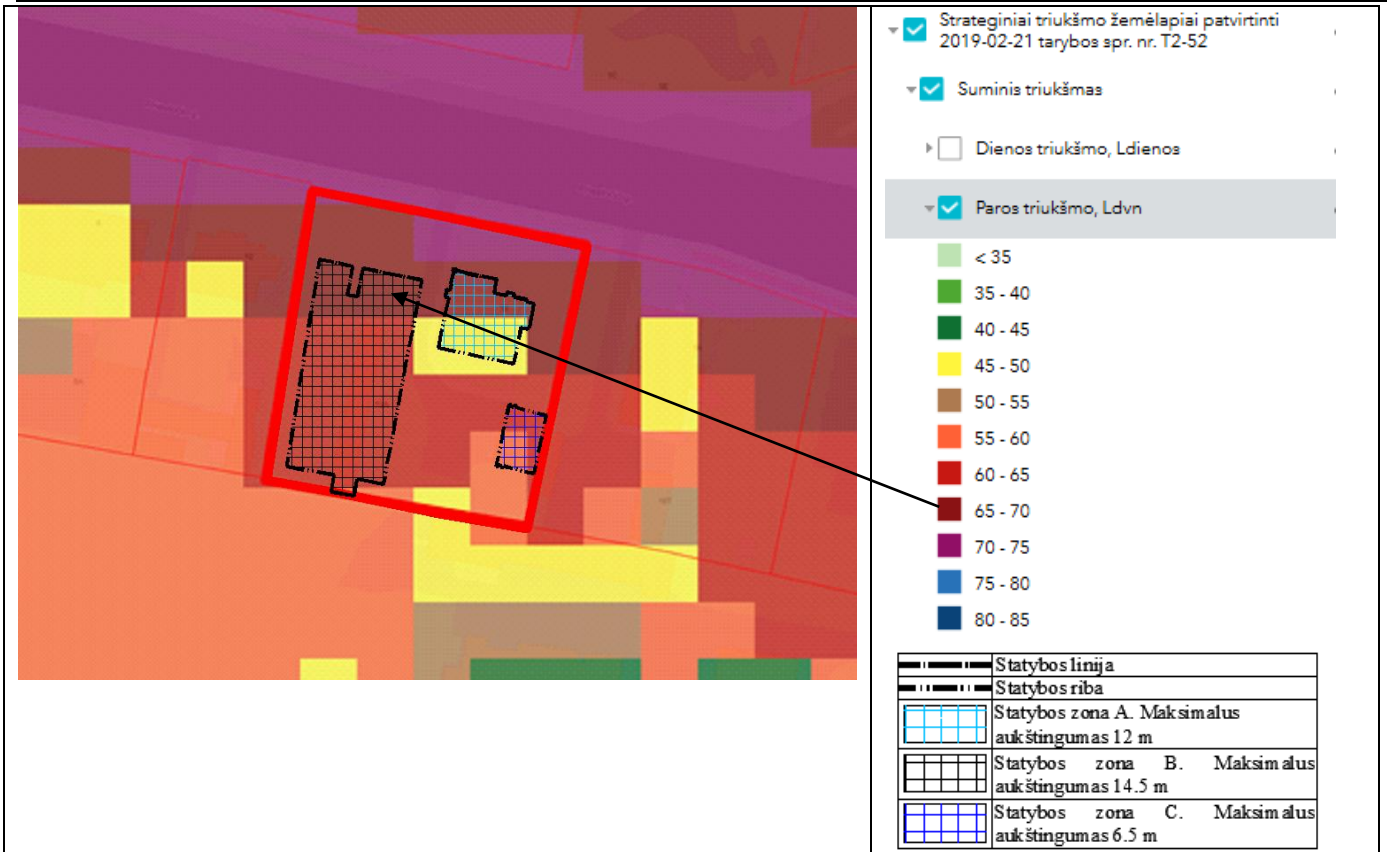 Strateginiai triukšmo žemėlapiai patvirtinti
2019-02-21 tarybos spr. nr. T2-52
Suminis triukšmas
Dienos triukšmo, Ldienos
Paros triukšmo, Ldvn
< 35
35 - 40
40 - 45
45 - 50
50 - 55
55 - 60
60 - 65
65 - 70
70 - 75
75 - 80
80 - 85
Statybos linija
Statybos riba
Statybos zona A. Maksimalus
aukštingumas 12 m
Statybos zona B. Maksimalus
aukštingumas 14.5 m
Statybos zona C. Maksimalus
aukštingumas 6.5 m